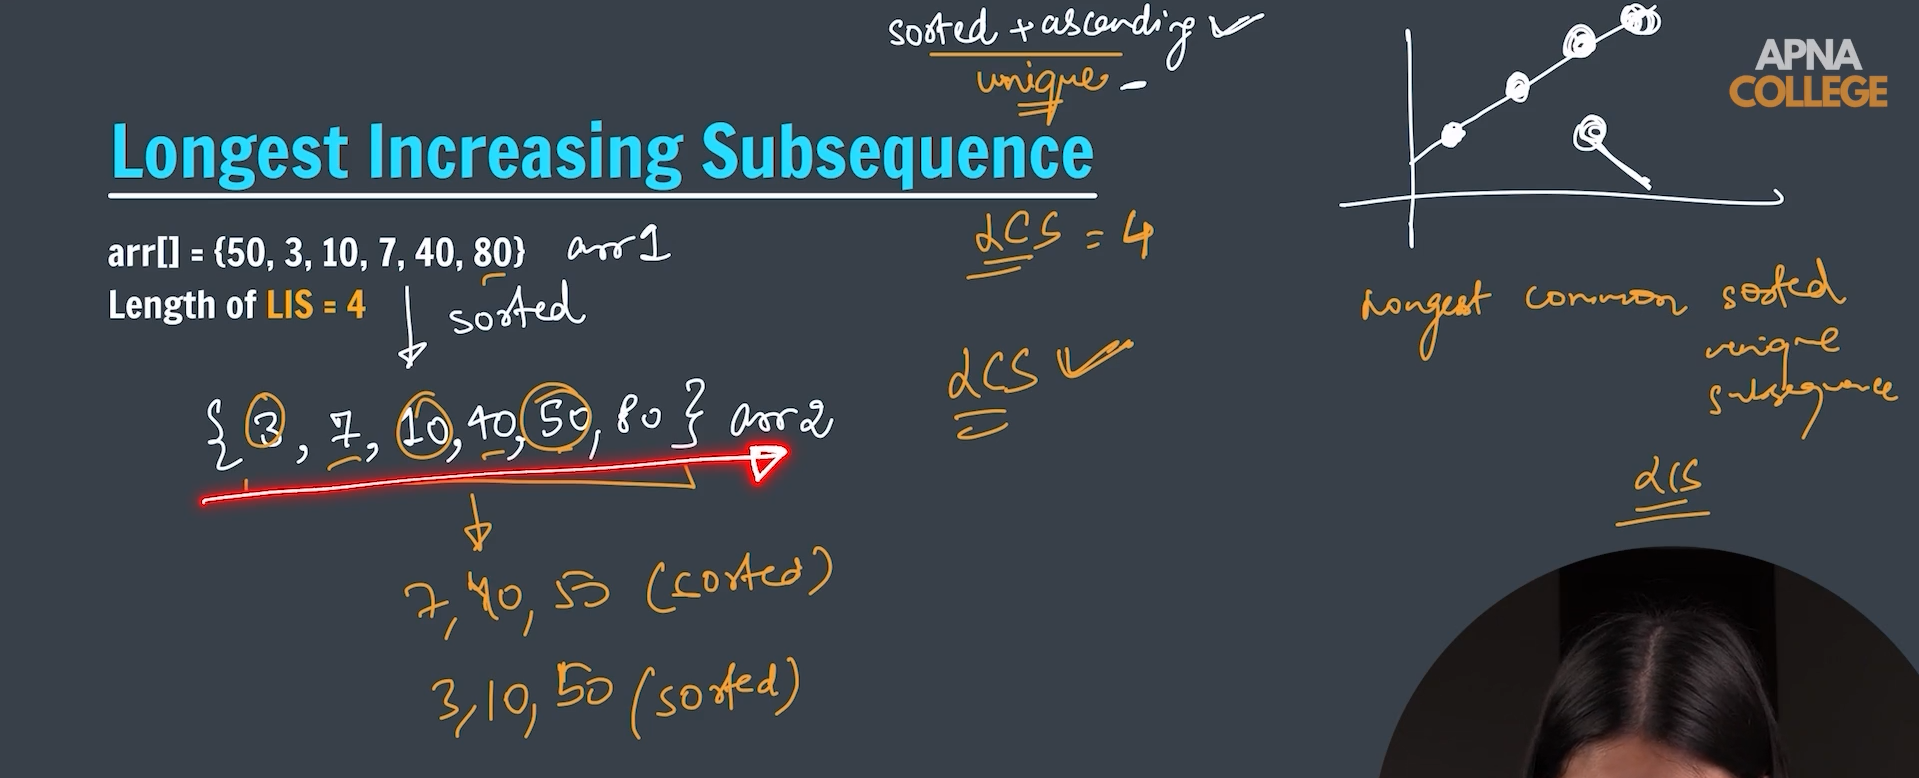 sorted + ascending
unique
APNA
COLLEGE
Longest Increasing Subsequence
arr[] = {50, 3, 10, 7, 40, 80} arr1
LCS = 4
Length of LIS = 4
sorted
Longest common sorted
unique
subsequence
LCS
{3, 7, 10, 40, 50, 80} arr2
LIS
7, 40, 50 (sorted)
3, 10, 50 (sorted)